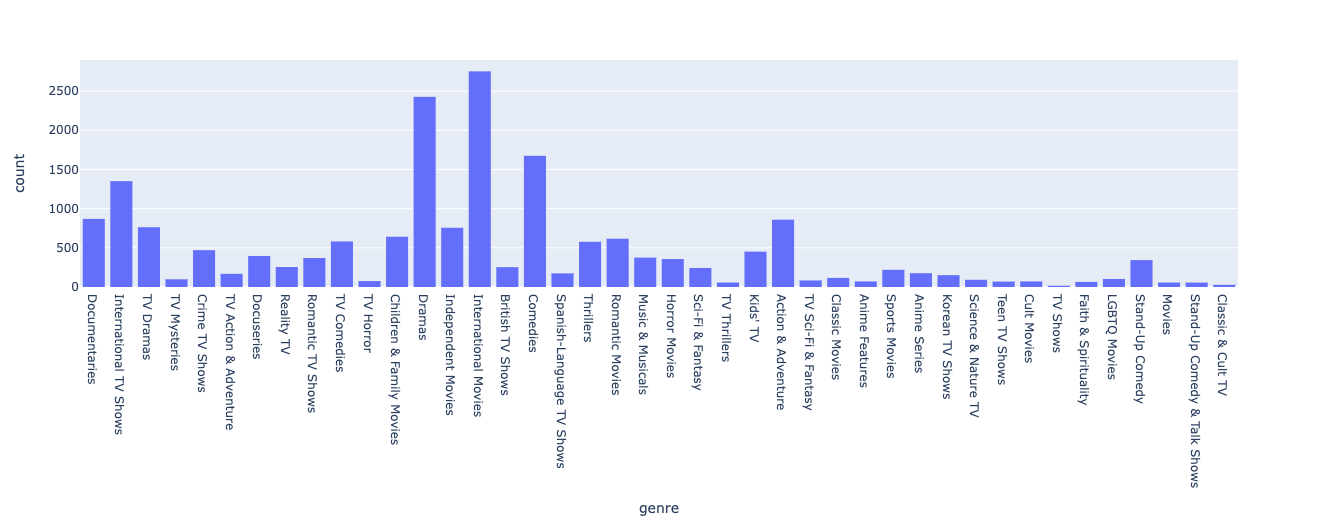 count
2500
2000
1500
1000
500
0
Documentaries
International TV Shows
TV Dramas
TV Mysteries
Crime TV Shows
TV Action & Adventure
Docuseries
Reality TV
Romantic TV Shows
TV Comedies
TV Horror
Children & Family Movies
Dramas
Independent Movies
International Movies
British TV Shows
Comedies
Spanish-Language TV Shows
Thrillers
Romantic Movies
Music & Musicals
Horror Movies
Sci-Fi & Fantasy
TV Thrillers
Kids' TV
Action & Adventure
TV Sci-Fi & Fantasy
Classic Movies
Anime Features
Sports Movies
Anime Series
Korean TV Shows
Science & Nature TV
Teen TV Shows
Cult Movies
TV Shows
Faith & Spirituality
LGBTQ Movies
Stand-Up Comedy
Movies
Stand-Up Comedy & Talk Shows
Classic & Cult TV
genre